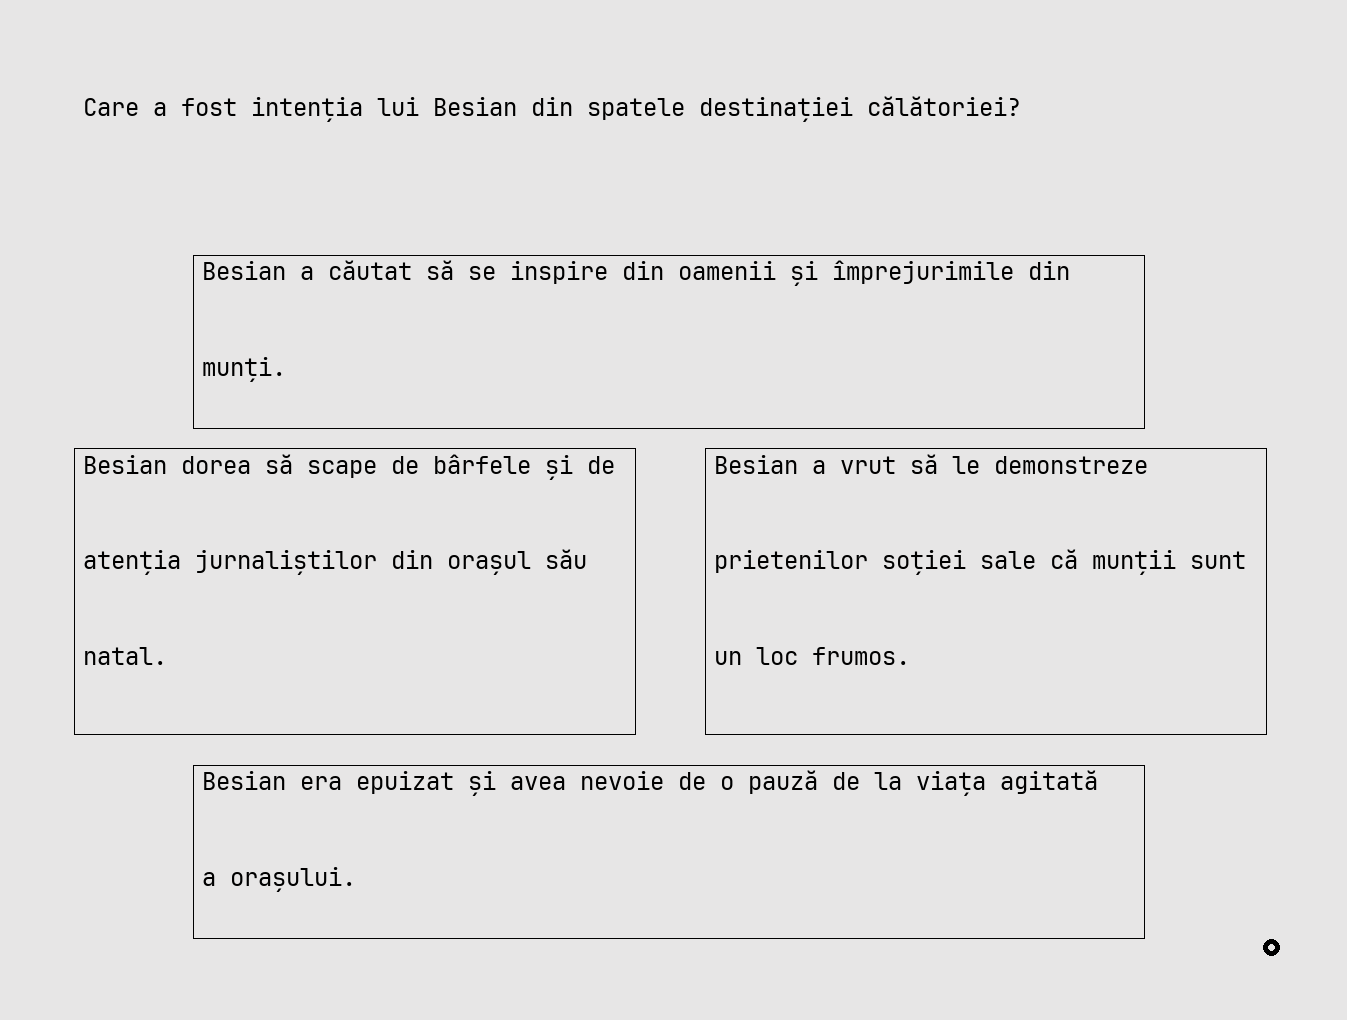 Care a fost intenția lui Besian din spatele destinației călătoriei?
Besian a căutat să se inspire din oamenii și împrejurimile din
munți.
Besian dorea să scape de bârfele și de
atenția jurnaliștilor din orașul său
natal.
Besian a vrut să le demonstreze
prietenilor soției sale că munții sunt
un loc frumos.
Besian era epuizat și avea nevoie de o pauză de la viața agitată
a orașului.